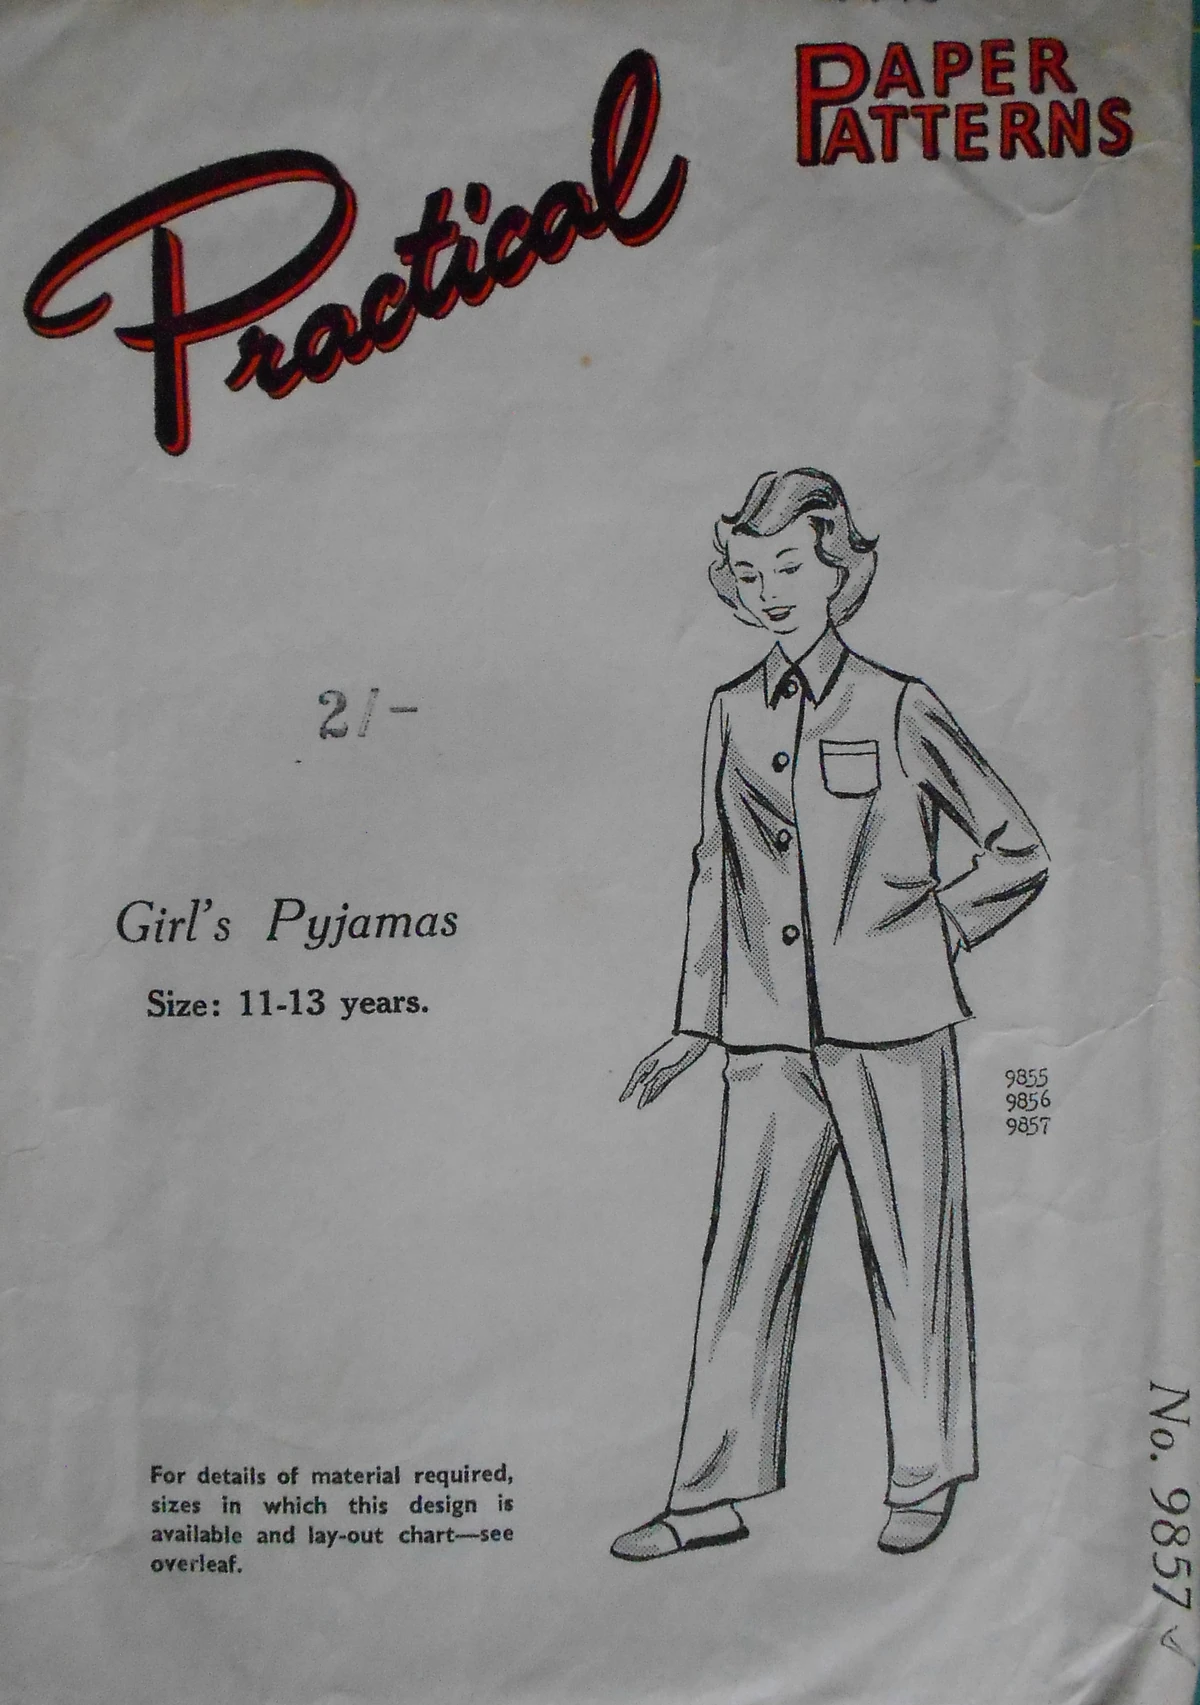 PAPER
PATTERNS
Practical
2/-
Girl's Pyjamas
Size: 11-13 years.
9855
9856
9857
For details of material required,
sizes in which this design is
available and lay-out chart—see
overleaf.
No. 9857